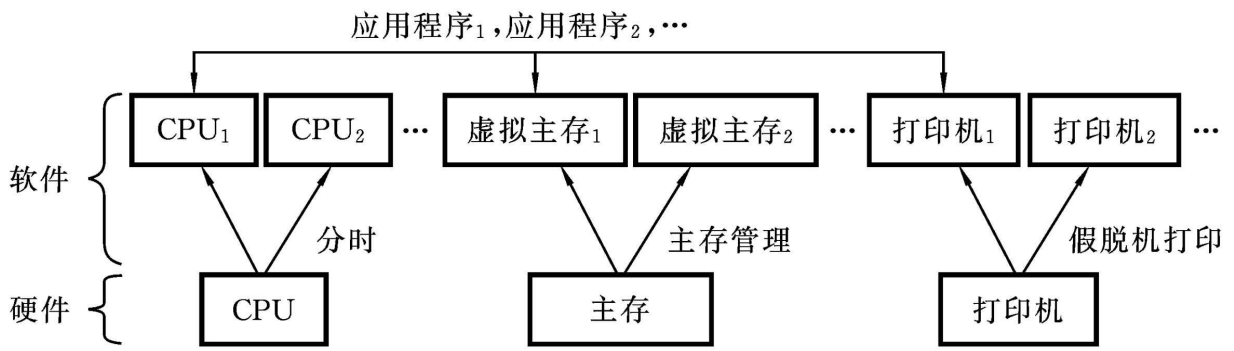 应用程序₁,应用程序₂,…
CPU₁ CPU₂ … 虚拟主存₁ 虚拟主存₂ … 打印机₁ 打印机₂ …
软件
分时 主存管理 假脱机打印
硬件 CPU 主存 打印机